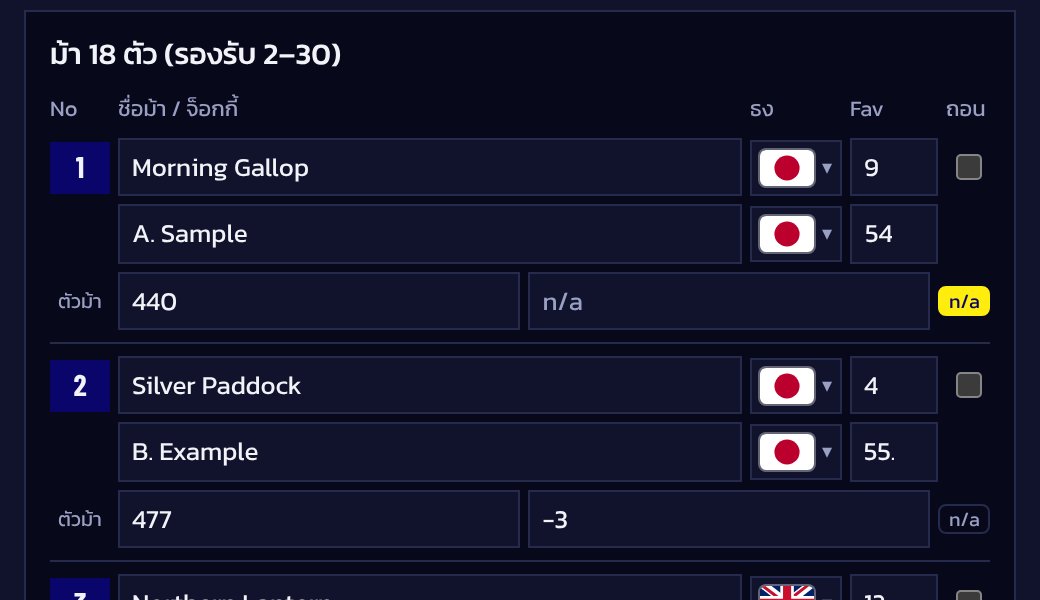 ม้า 18 ตัว (รองรับ 2–30)
No ชื่อม้า / จ็อกกี้ ธง Fav ถอน
1 Morning Gallop ▾ 9
A. Sample ▾ 54
ตัวม้า 440 n/a n/a
2 Silver Paddock ▾ 4
B. Example ▾ 55.
ตัวม้า 477 -3 n/a